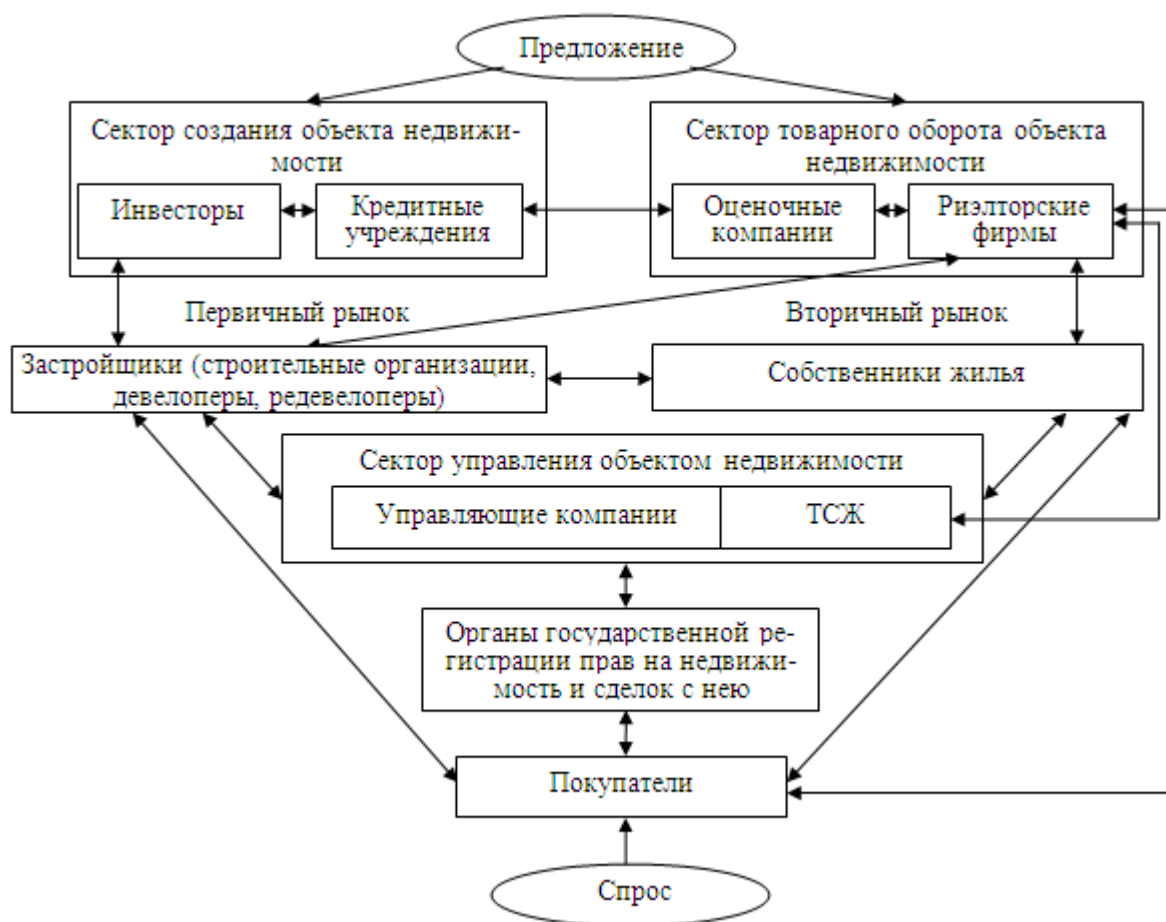 Предложение
Сектор создания объекта недвижи-
мости
Инвесторы
Кредитные
учреждения
Сектор товарного оборота объекта
недвижимости
Оценочные
компании
Риэлторские
фирмы
Первичный рынок
Вторичный рынок
Застройщики (строительные организации,
девелоперы, редевелоперы)
Собственники жилья
Сектор управления объектом недвижимости
Управляющие компании
ТСЖ
Органы государственной ре-
гистрации прав на недвижи-
мость и сделок с нею
Покупатели
Спрос